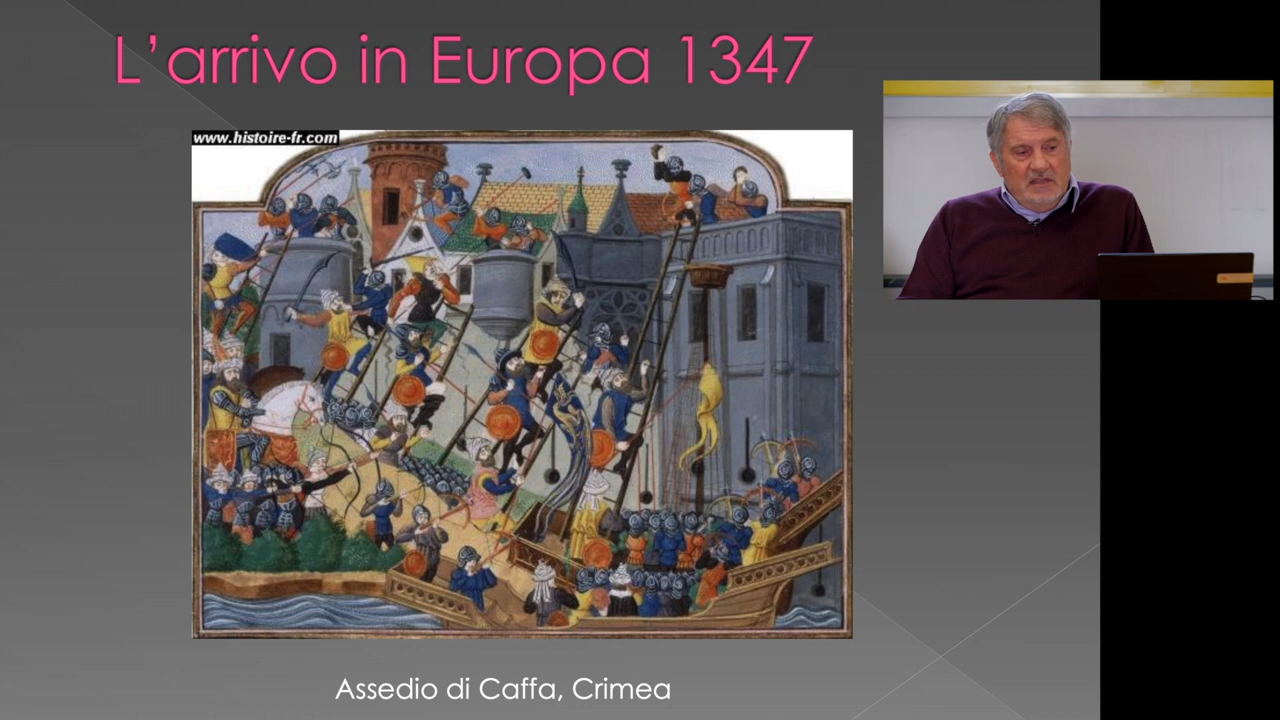 L’arrivo in Europa 1347
www.histoire-fr.com
Assedio di Caffa, Crimea